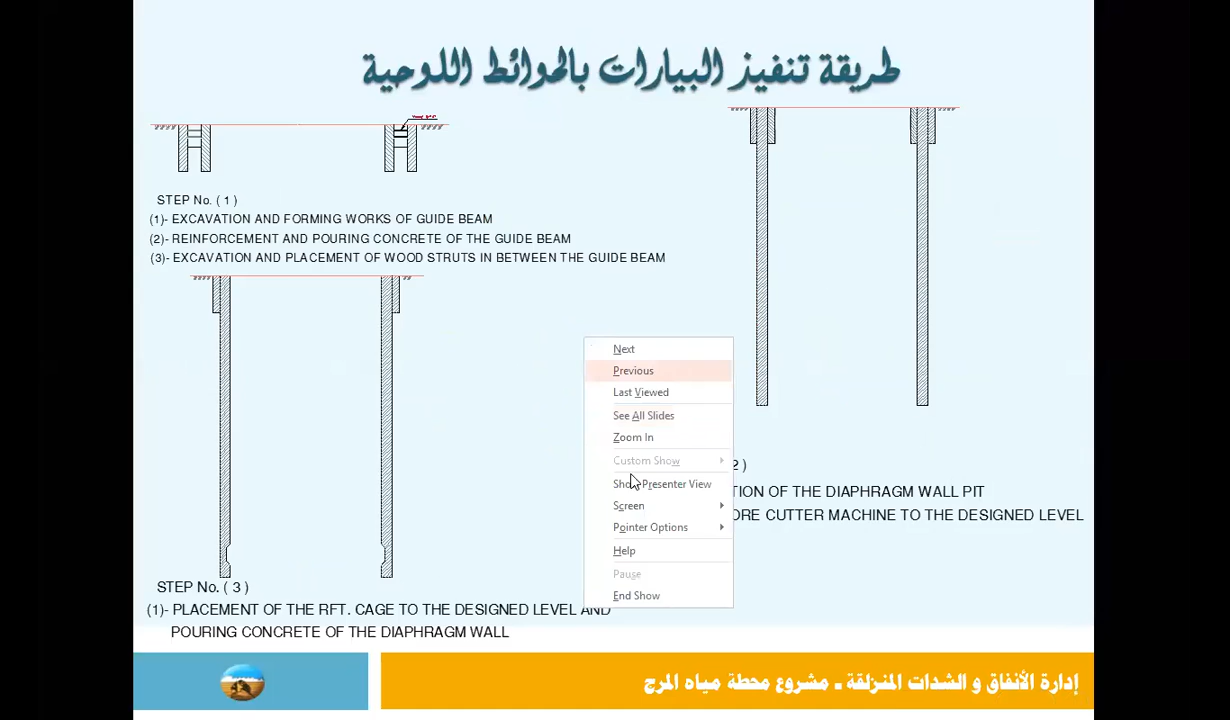 طريقة تنفيز البيارات بالحوائط اللوحية
STEP No. ( 1 )
(1)- EXCAVATION AND FORMING WORKS OF GUIDE BEAM
(2)- REINFORCEMENT AND POURING CONCRETE OF THE GUIDE BEAM
(3)- EXCAVATION AND PLACEMENT OF WOOD STRUTS IN BETWEEN THE GUIDE BEAM
2 )
TION OF THE DIAPHRAGM WALL PIT
ORE CUTTER MACHINE TO THE DESIGNED LEVEL
STEP No. ( 3 )
(1)- PLACEMENT OF THE RFT. CAGE TO THE DESIGNED LEVEL AND
POURING CONCRETE OF THE DIAPHRAGM WALL
Next
Previous
Last Viewed
See All Slides
Zoom In
Custom Show
Show Presenter View
Screen
Pointer Options
Help
Pause
End Show
إدارة الأنفاق و الشدات المنزلقة - مشروع محطة مياه المرج